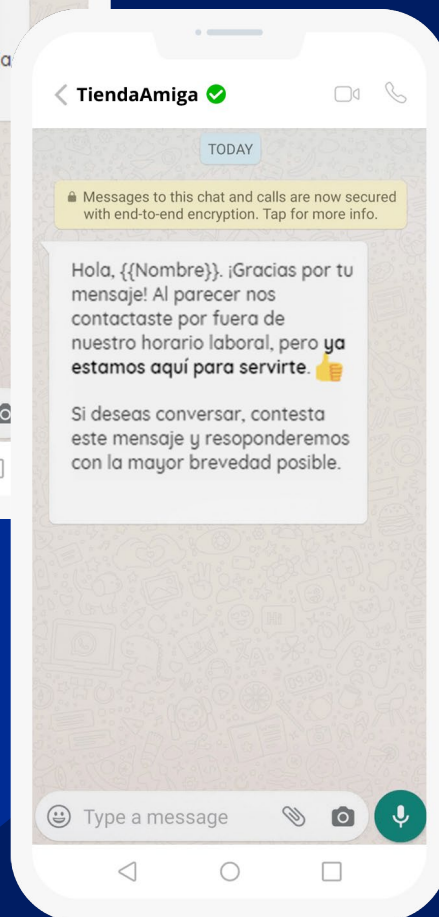 TiendaAmiga
TODAY
Messages to this chat and calls are now secured
with end-to-end encryption. Tap for more info.
Hola, {{Nombre}}. ¡Gracias por tu
mensaje! Al parecer nos
contactaste por fuera de
nuestro horario laboral, pero ya
estamos aquí para servirte. 👍
Si deseas conversar, contesta
este mensaje y resoponderemos
con la mayor brevedad posible.
Type a message